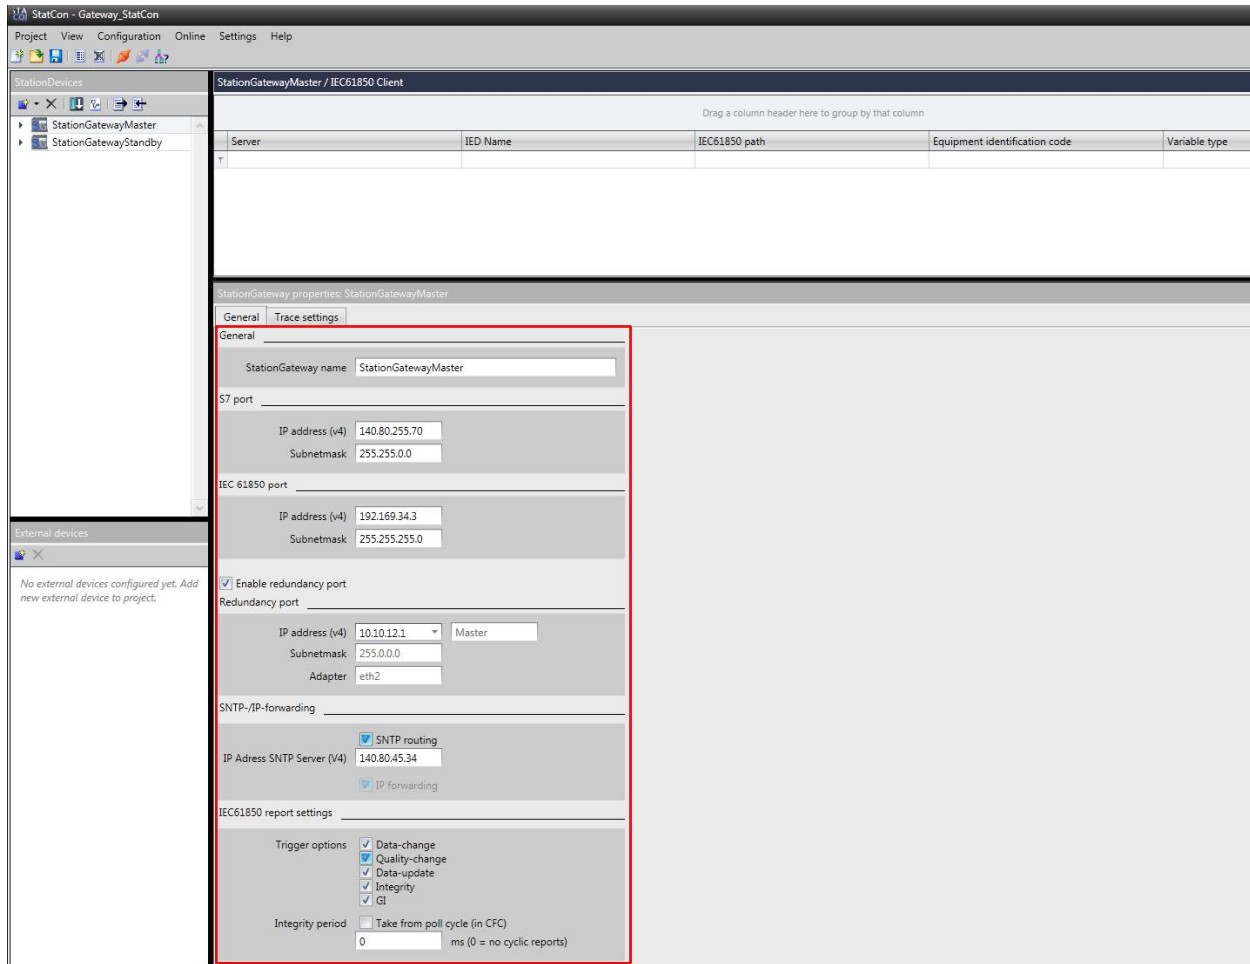 StatCon - Gateway_StatCon
Project View Configuration Online Settings Help
StationDevices
StationGatewayMaster
StationGatewayStandby
StationGatewayMaster / IEC61850 Client
Drag a column header here to group by that column
Server IED Name IEC61850 path Equipment identification code Variable type
StationGateway properties: StationGatewayMaster
General Trace settings
General
StationGateway name StationGatewayMaster
S7 port
IP address (v4) 140.80.255.70
Subnetmask 255.255.0.0
IEC 61850 port
IP address (v4) 192.169.34.3
Subnetmask 255.255.255.0
Enable redundancy port
Redundancy port
IP address (v4) 10.10.12.1 Master
Subnetmask 255.0.0.0
Adapter eth2
SNTP-/IP-forwarding
SNTP routing
IP Adress SNTP Server (V4) 140.80.45.34
IP forwarding
IEC61850 report settings
Trigger options Data-change
Quality-change
Data-update
Integrity
GI
Integrity period Take from poll cycle (in CFC)
0 ms (0 = no cyclic reports)
External devices
No external devices configured yet. Add
new external device to project.